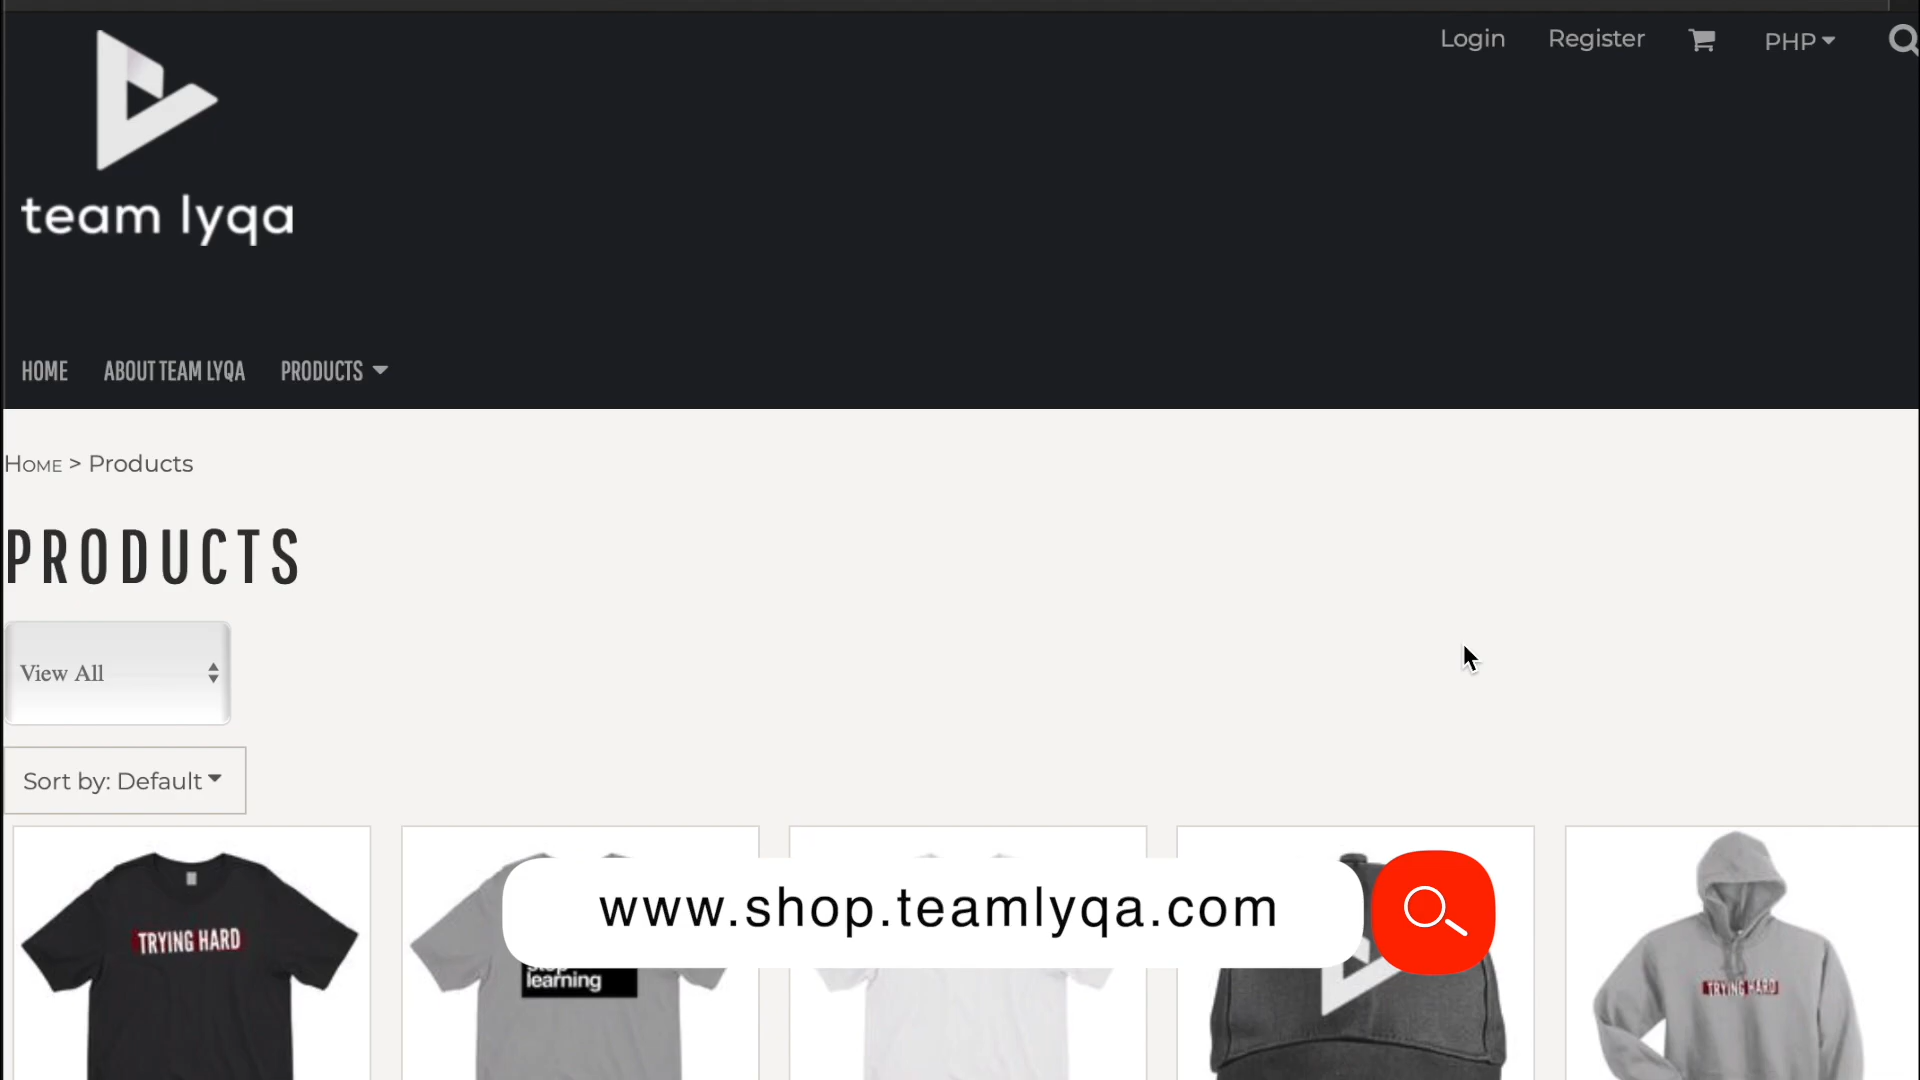 Login Register PHP
team lyqa
HOME ABOUT TEAM LYQA PRODUCTS
HOME > Products
PRODUCTS
View All
Sort by: Default
TRYING HARD
www.shop.teamlyqa.com
stop
learning
TRYING HARD